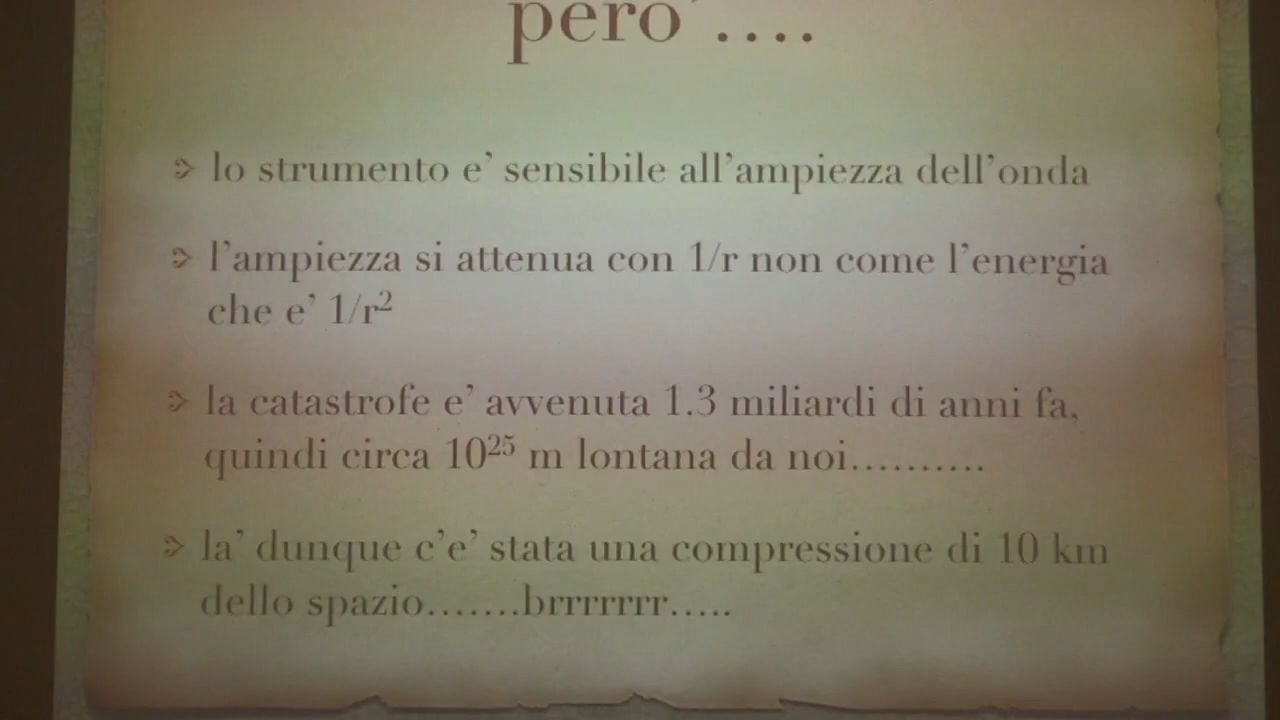 pero'....
lo strumento e' sensibile all'ampiezza dell'onda
l'ampiezza si attenua con 1/r non come l'energia
che e' 1/r²
la catastrofe e' avvenuta 1.3 miliardi di anni fa,
quindi circa 10²⁵ m lontana da noi..........
la' dunque c'e' stata una compressione di 10 km
dello spazio.......brrrrrrr.....